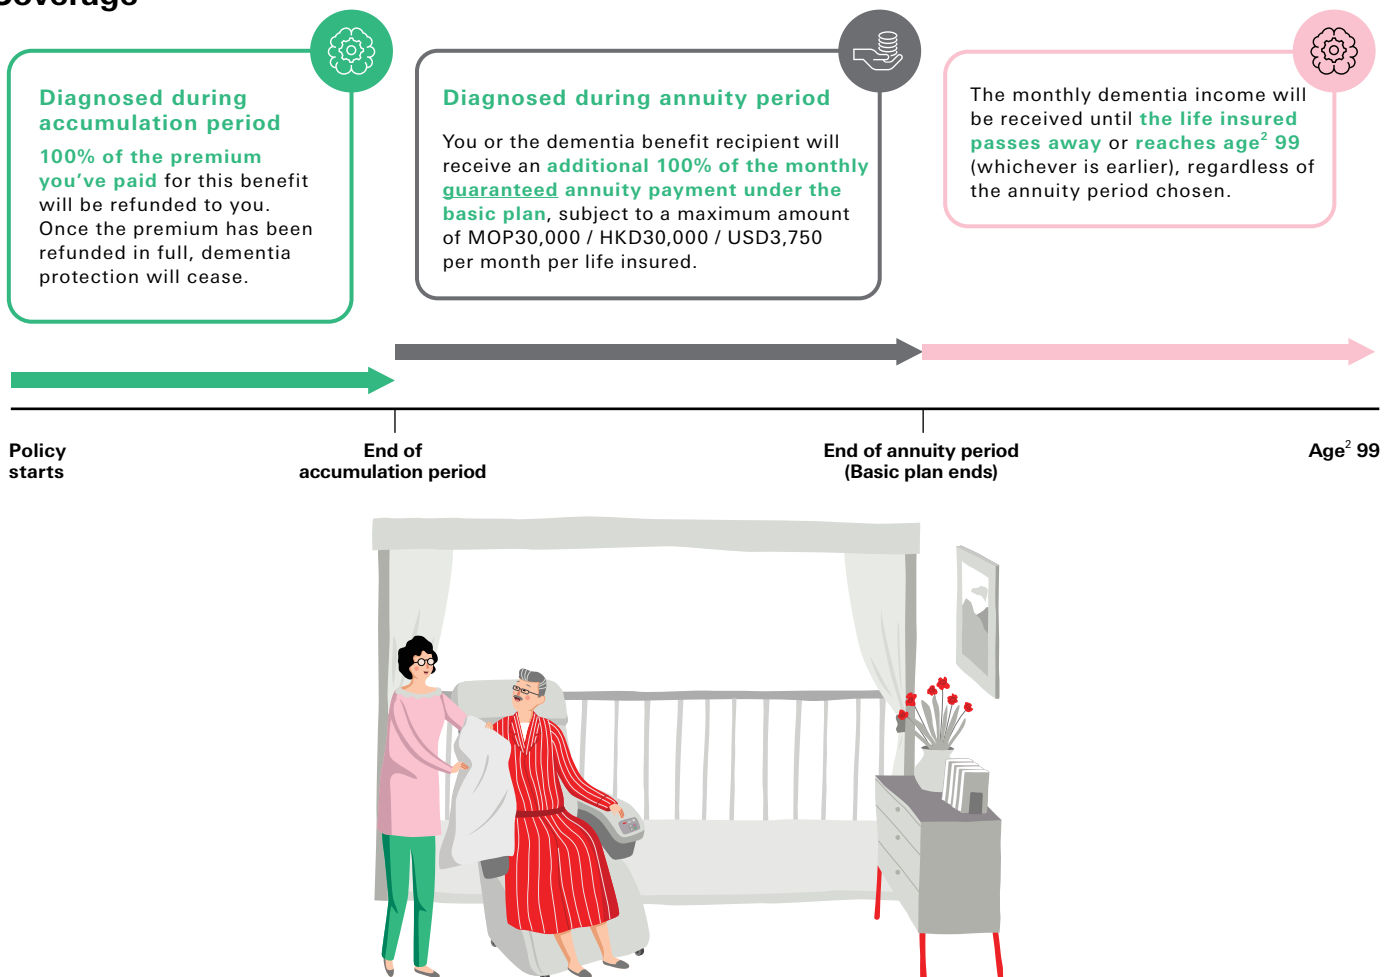 Coverage
Diagnosed during
accumulation period
100% of the premium
you’ve paid for this benefit
will be refunded to you.
Once the premium has been
refunded in full, dementia
protection will cease.
Diagnosed during annuity period
You or the dementia benefit recipient will
receive an additional 100% of the monthly
guaranteed annuity payment under the
basic plan, subject to a maximum amount
of MOP30,000 / HKD30,000 / USD3,750
per month per life insured.
The monthly dementia income will
be received until the life insured
passes away or reaches age² 99
(whichever is earlier), regardless of
the annuity period chosen.
Policy
starts
End of
accumulation period
End of annuity period
(Basic plan ends)
Age² 99